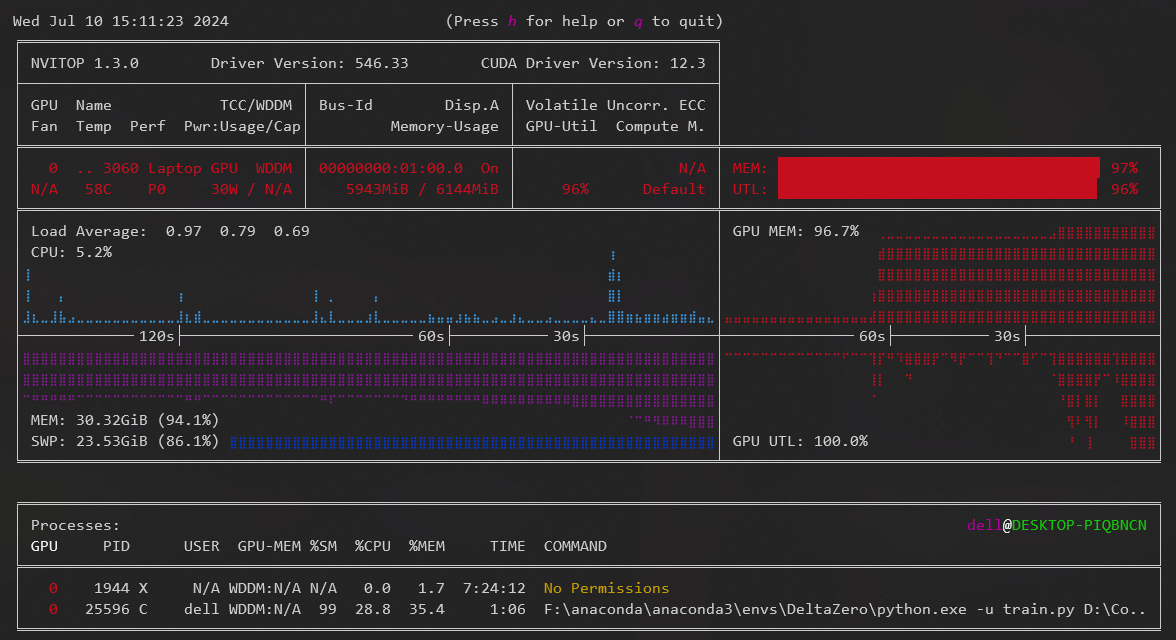 Wed Jul 10 15:11:23 2024 (Press h for help or q to quit)
NVITOP 1.3.0 Driver Version: 546.33 CUDA Driver Version: 12.3
GPU Name TCC/WDDM Bus-Id Disp.A Volatile Uncorr. ECC
Fan Temp Perf Pwr:Usage/Cap Memory-Usage GPU-Util Compute M.
0 .. 3060 Laptop GPU WDDM 00000000:01:00.0 On N/A MEM: 97%
N/A 58C P0 30W / N/A 5943MiB / 6144MiB 96% Default UTL: 96%
Load Average: 0.97 0.79 0.69 GPU MEM: 96.7%
CPU: 5.2%
120s 60s 30s 60s 30s
MEM: 30.32GiB (94.1%)
SWP: 23.53GiB (86.1%) GPU UTL: 100.0%
Processes: dell@DESKTOP-PIQBNCN
GPU PID USER GPU-MEM %SM %CPU %MEM TIME COMMAND
0 1944 X N/A WDDM:N/A N/A 0.0 1.7 7:24:12 No Permissions
0 25596 C dell WDDM:N/A 99 28.8 35.4 1:06 F:\anaconda\anaconda3\envs\DeltaZero\python.exe -u train.py D:\Co..